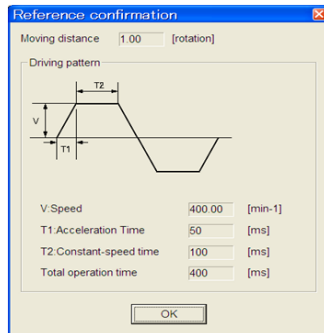 Reference confirmation
Moving distance 1.00 [rotation]
Driving pattern
T2
V
T1
V:Speed 400.00 [min-1]
T1:Acceleration Time 50 [ms]
T2:Constant-speed time 100 [ms]
Total operation time 400 [ms]
OK